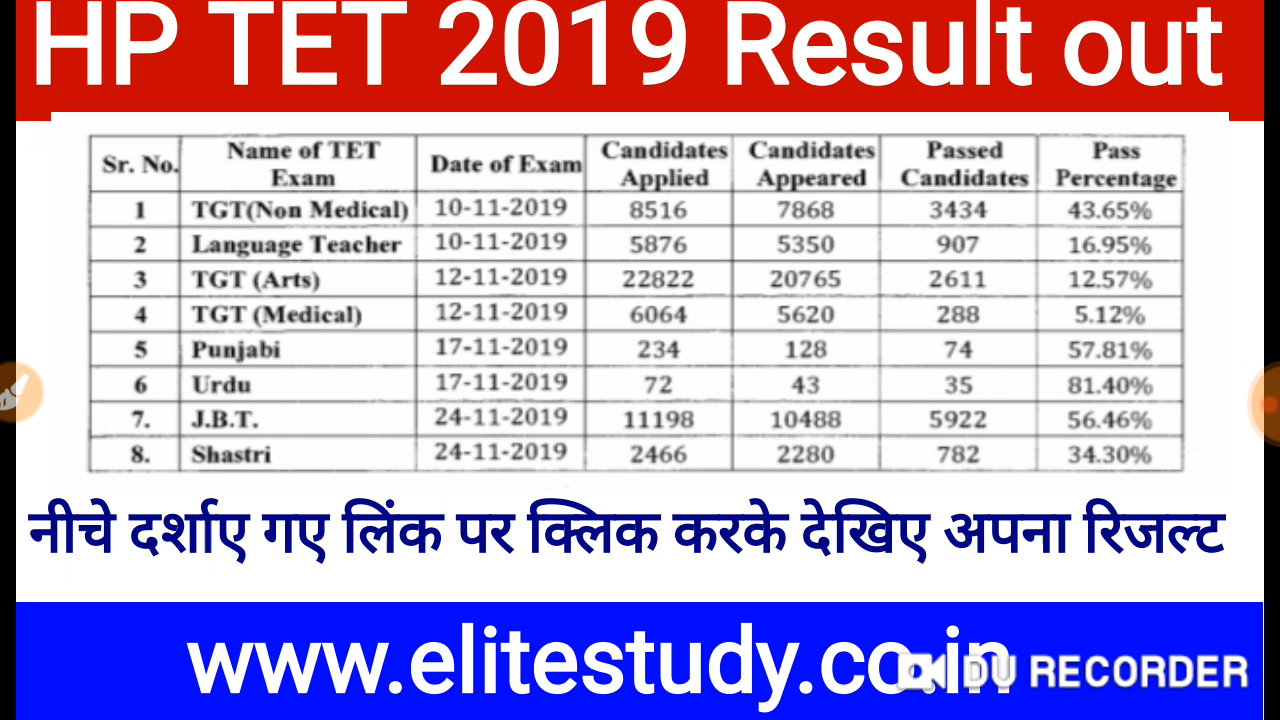 HP TET 2019 Result out
Sr. No. Name of TET Exam Date of Exam Candidates Applied Candidates Appeared Passed Candidates Pass Percentage
1 TGT(Non Medical) 10-11-2019 8516 7868 3434 43.65%
2 Language Teacher 10-11-2019 5876 5350 907 16.95%
3 TGT (Arts) 12-11-2019 22822 20765 2611 12.57%
4 TGT (Medical) 12-11-2019 6064 5620 288 5.12%
5 Punjabi 17-11-2019 234 128 74 57.81%
6 Urdu 17-11-2019 72 43 35 81.40%
7. J.B.T. 24-11-2019 11198 10488 5922 56.46%
8. Shastri 24-11-2019 2466 2280 782 34.30%
नीचे दर्शाए गए लिंक पर क्लिक करके देखिए अपना रिजल्ट
www.elitestudy.co.in
DU RECORDER